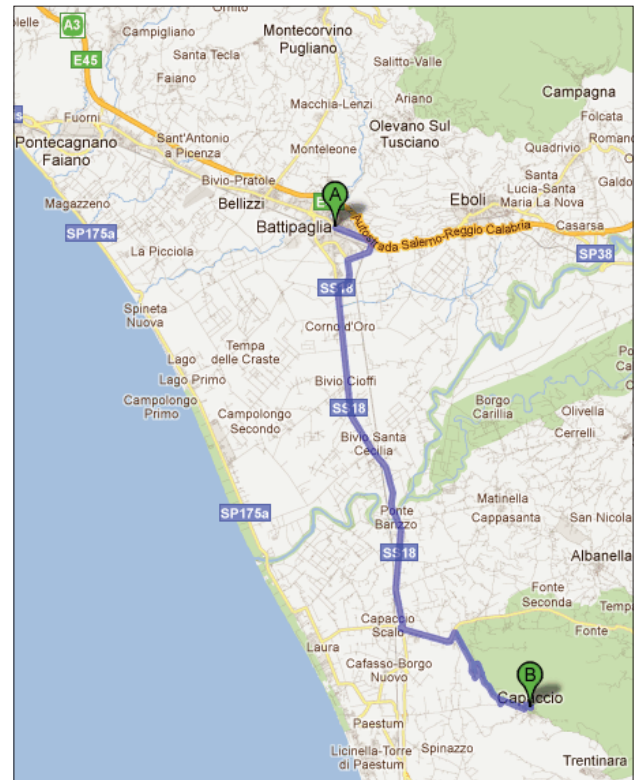 A3
Montecorvino
Pugliano
Campigliano
Santa Tecla
Salitto-Valle
E45
Faiano
Ariano
Campagna
Macchia-Lenzi
Fuorni
Olevano Sul
Tusciano
Folcata
Pontecagnano
Faiano
Sant'Antonio
a Picenza
Monteleone
Quadrivio
Bivio-Pratole
Santa
Lucia-Santa
Maria La Nova
Magazzeno
Bellizzi
A
Eboli
Battipaglia
Casarsa
SP175a
Autostrada Salerno-Reggio Calabria
SP38
La Picciola
SS18
Spineta
Nuova
Corno d'Oro
Tempa
delle Craste
Lago
Lago Primo
Bivio Cioffi
Campolongo
Primo
Campolongo
Secondo
SS18
Borgo
Carillia
Olivella
Cerrelli
Bivio Santa
Cecilia
SP175a
Ponte
Barizzo
Matinella
Cappasanta
San Nicola
SS18
Albanella
Fonte
Seconda
Capaccio
Scalo
Fonte
Laura
Cafasso-Borgo
Nuovo
B
Capaccio
Paestum
Licinella-Torre
di Paestum
Spinazzo
Trentinara